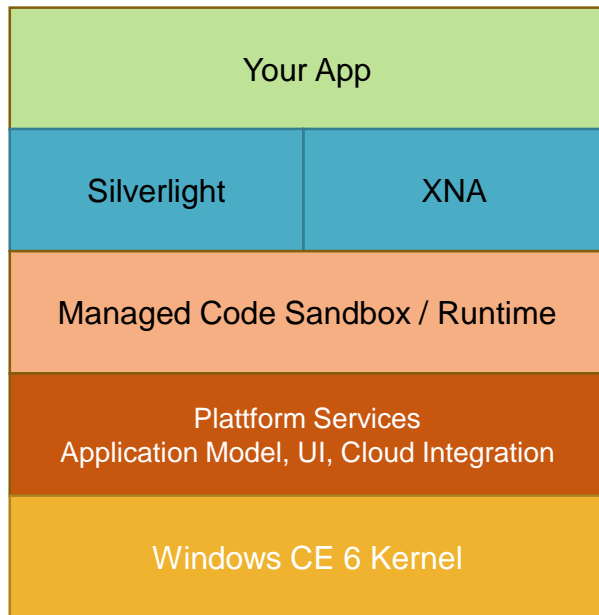 Your App
Silverlight
XNA
Managed Code Sandbox / Runtime
Plattform Services
Application Model, UI, Cloud Integration
Windows CE 6 Kernel